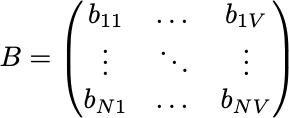 B = ⎛ b₁₁ … b₁V ⎞
⎜ ⋮ ⋱ ⋮ ⎟
⎝ bN₁ … bNV ⎠